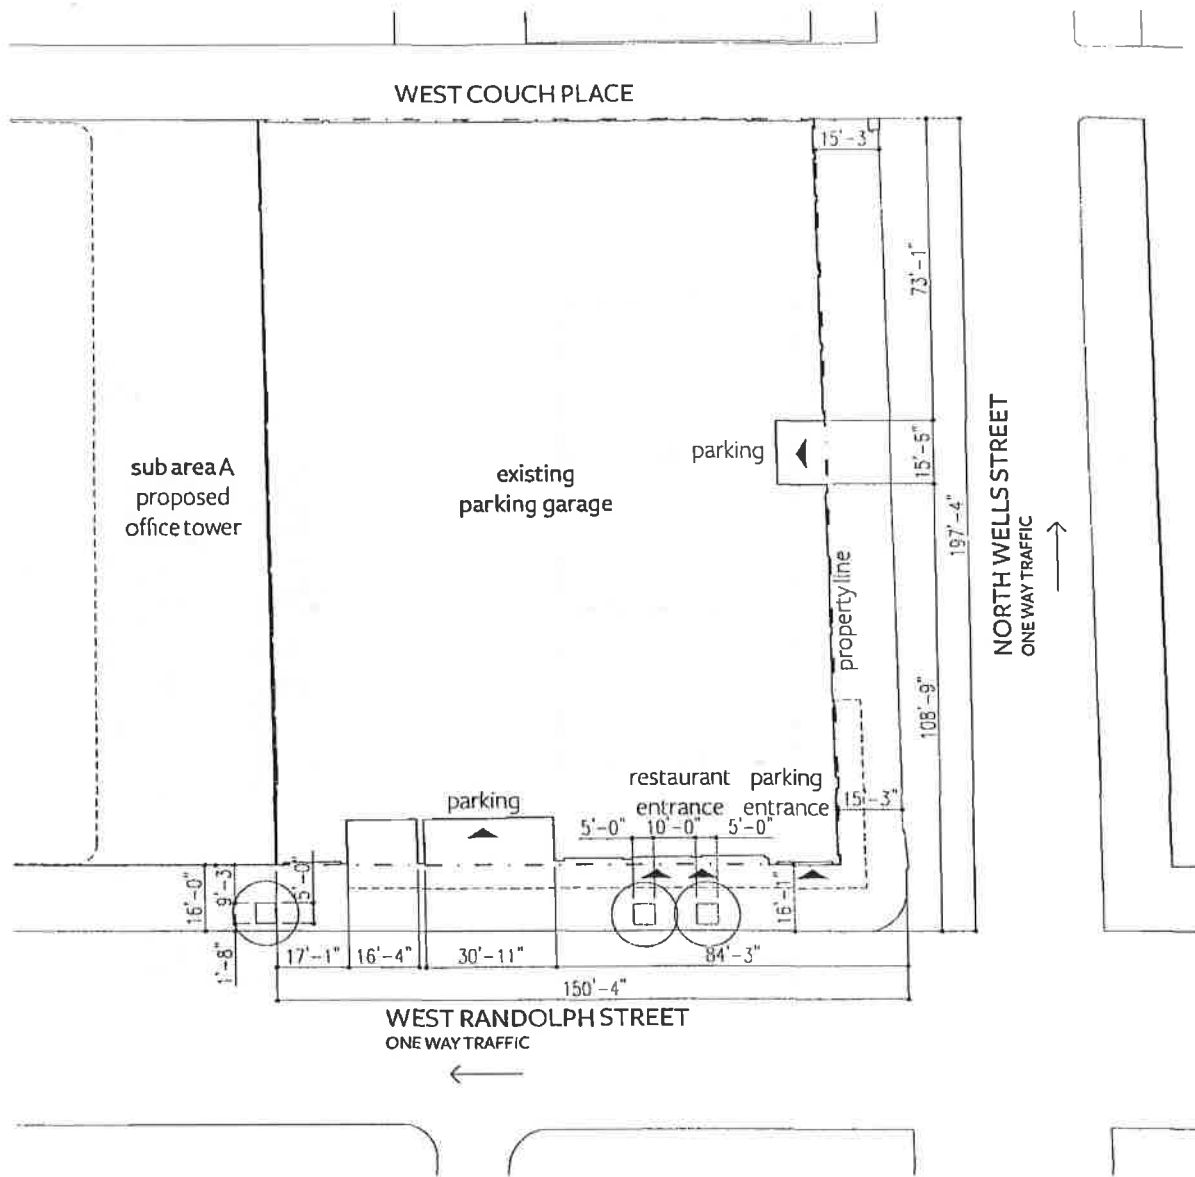 WEST COUCH PLACE
15'-3"
73'-1"
parking
15'-5"
197'-4"
NORTH WELLS STREET
ONE WAY TRAFFIC
sub area A
proposed
office tower
existing
parking garage
property line
108'-9"
restaurant
entrance
parking
entrance
15'-3"
parking
5'-0"
10'-0"
5'-0"
16'-0"
9'-3
5'-0"
16'-1"
1'-8"
17'-1"
16'-4"
30'-11"
84'-3"
150'-4"
WEST RANDOLPH STREET
ONE WAY TRAFFIC